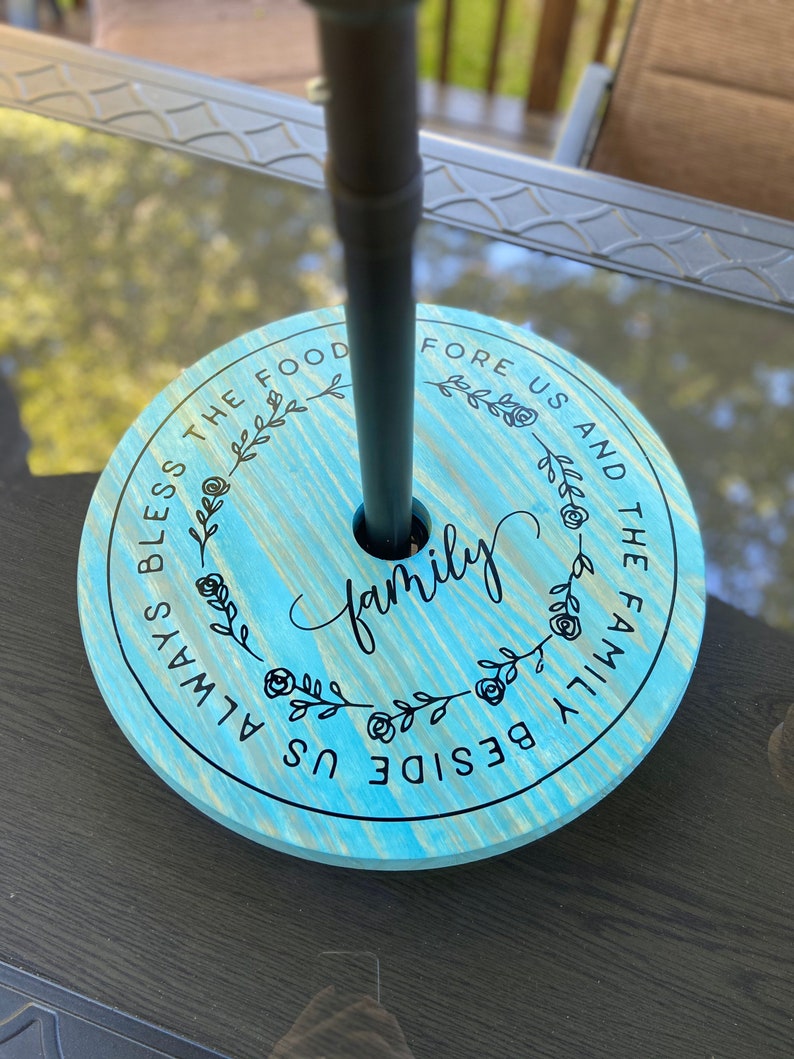 BLESS THE FOOD FORE US AND THE FAMILY BESIDE US ALWAYS
family